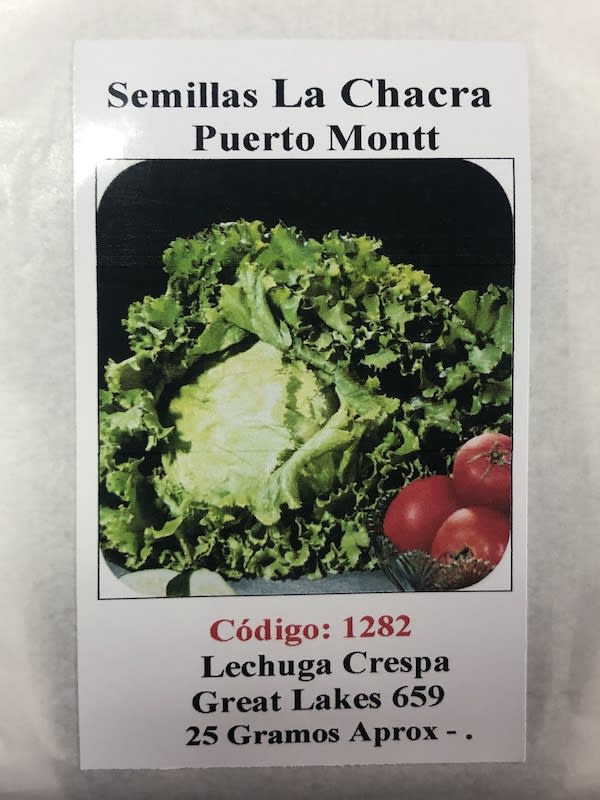 Semillas La Chacra
Puerto Montt
Código: 1282
Lechuga Crespa
Great Lakes 659
25 Gramos Aprox - .